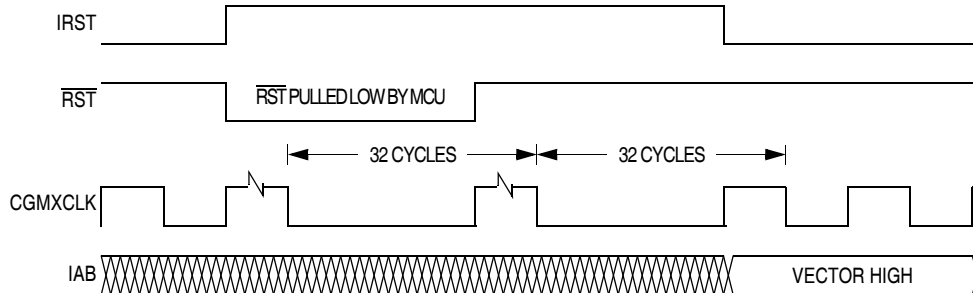 IRST
RST
RST PULLED LOW BY MCU
32 CYCLES
32 CYCLES
CGMXCLK
IAB
VECTOR HIGH